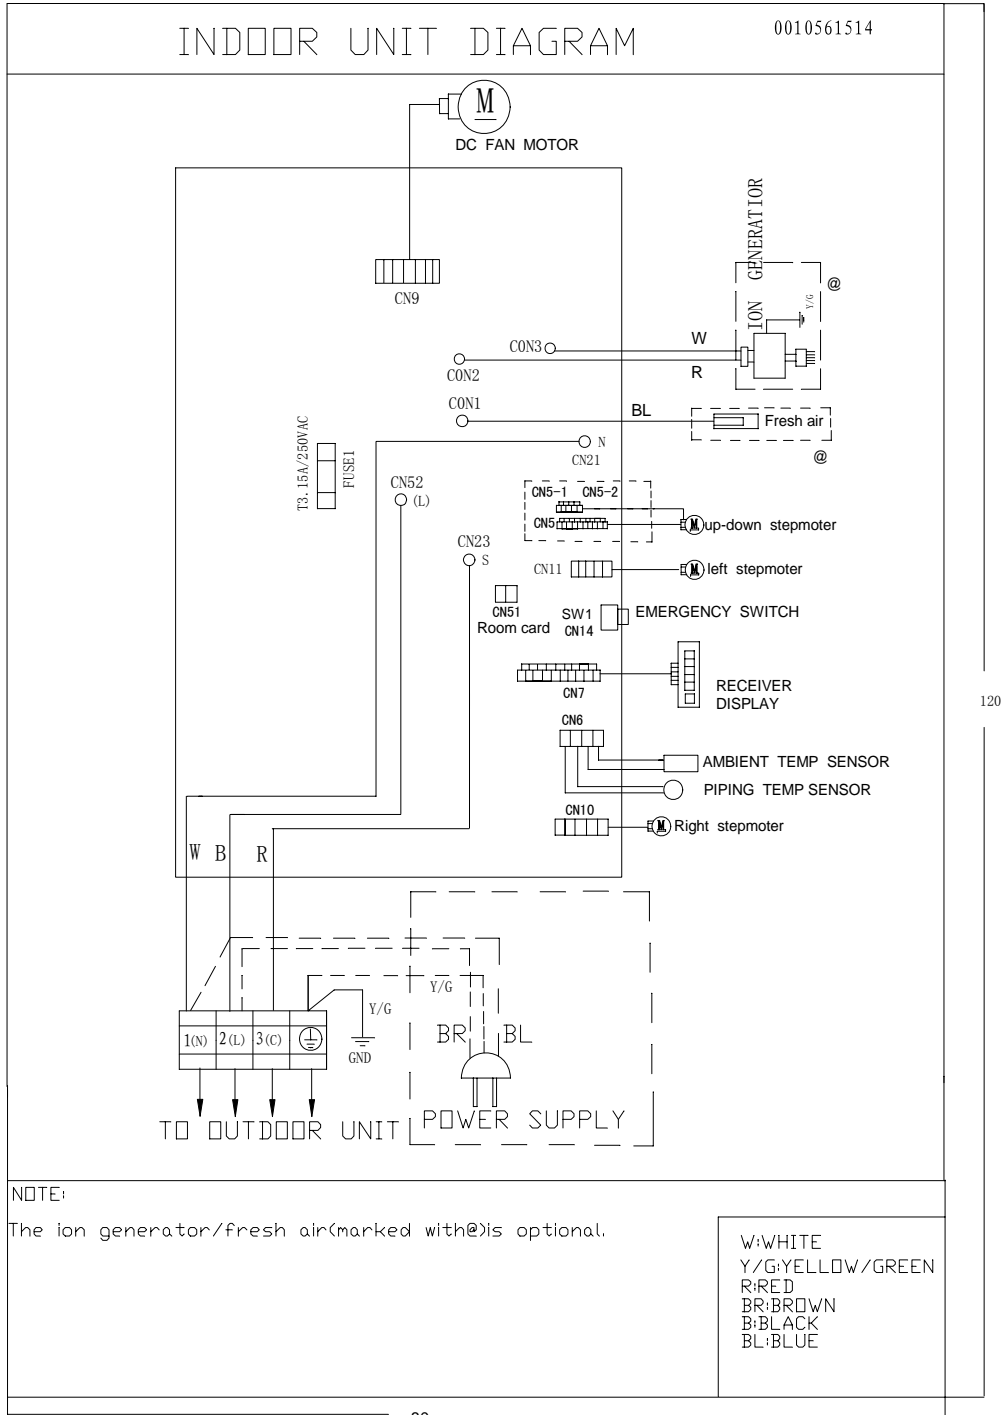 INDOOR UNIT DIAGRAM
0010561514
M
DC FAN MOTOR
CN9
ION GENERATIOR
@
Y/G
CON3
W
CON2
R
CON1
BL
Fresh air
@
N
CN21
T3.15A/250VAC
FUSE1
CN52
(L)
CN5-1 CN5-2
CN5
M up-down stepmoter
CN23
S
CN11
M left stepmoter
CN51
Room card
SW1
CN14
EMERGENCY SWITCH
CN7
RECEIVER
DISPLAY
120
CN6
AMBIENT TEMP SENSOR
PIPING TEMP SENSOR
CN10
M Right stepmoter
W B R
Y/G
Y/G
BR BL
1(N) 2(L) 3(C)
GND
TO OUTDOOR UNIT
POWER SUPPLY
NOTE:
The ion generator/fresh air(marked with@)is optional.
W:WHITE
Y/G:YELLOW/GREEN
R:RED
BR:BROWN
B:BLACK
BL:BLUE